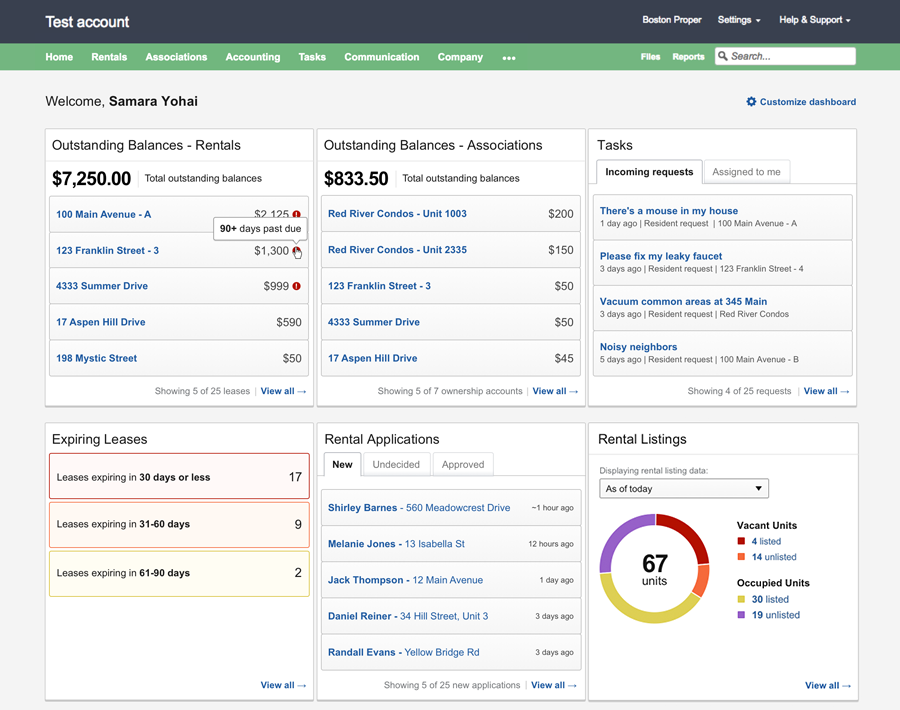 Test account
Boston Proper Settings Help & Support
Home Rentals Associations Accounting Tasks Communication Company ••• Files Reports Search...
Welcome, Samara Yohai
Customize dashboard
Outstanding Balances - Rentals
$7,250.00 Total outstanding balances
100 Main Avenue - A $2,125
90+ days past due
123 Franklin Street - 3 $1,300
4333 Summer Drive $999
17 Aspen Hill Drive $590
198 Mystic Street $50
Showing 5 of 25 leases | View all →
Outstanding Balances - Associations
$833.50 Total outstanding balances
Red River Condos - Unit 1003 $200
Red River Condos - Unit 2335 $150
123 Franklin Street - 3 $50
4333 Summer Drive $50
17 Aspen Hill Drive $45
Showing 5 of 7 ownership accounts | View all →
Tasks
Incoming requests Assigned to me
There's a mouse in my house
1 day ago | Resident request | 100 Main Avenue - A
Please fix my leaky faucet
3 days ago | Resident request | 123 Franklin Street - 4
Vacuum common areas at 345 Main
3 days ago | Resident request | Red River Condos
Noisy neighbors
5 days ago | Resident request | 100 Main Avenue - B
Showing 4 of 25 requests | View all →
Expiring Leases
Leases expiring in 30 days or less 17
Leases expiring in 31-60 days 9
Leases expiring in 61-90 days 2
View all →
Rental Applications
New Undecided Approved
Shirley Barnes - 560 Meadowcrest Drive ~1 hour ago
Melanie Jones - 13 Isabella St 12 hours ago
Jack Thompson - 12 Main Avenue 1 day ago
Daniel Reiner - 34 Hill Street, Unit 3 3 days ago
Randall Evans - Yellow Bridge Rd 3 days ago
Showing 5 of 25 new applications | View all →
Rental Listings
Displaying rental listing data:
As of today
67
units
Vacant Units
4 listed
14 unlisted
Occupied Units
30 listed
19 unlisted
View all →